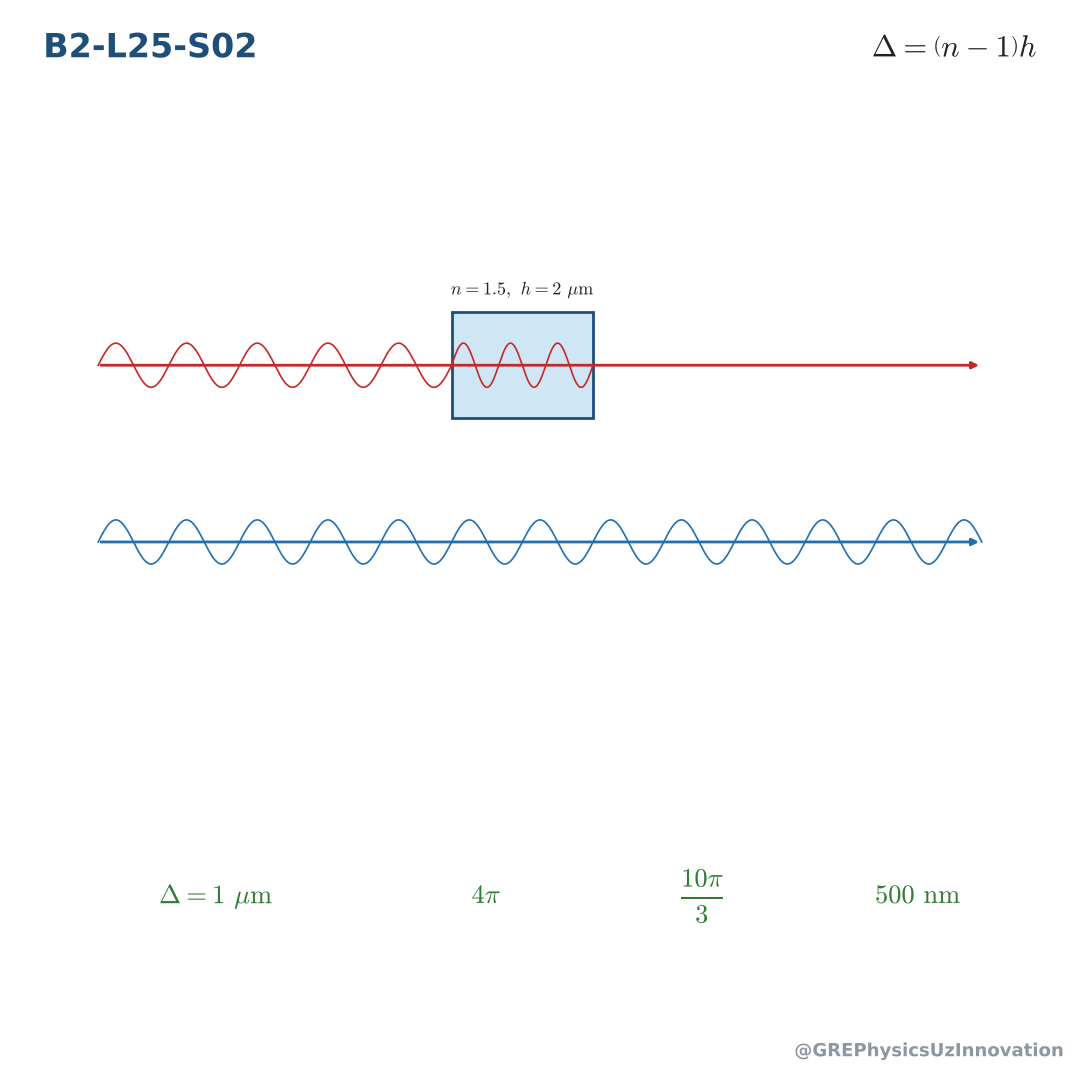 B2-L25-S02
Δ = (n − 1)h
n = 1.5, h = 2 μm
Δ = 1 μm
4π
10π
3
500 nm
@GREPhysicsUzInnovation